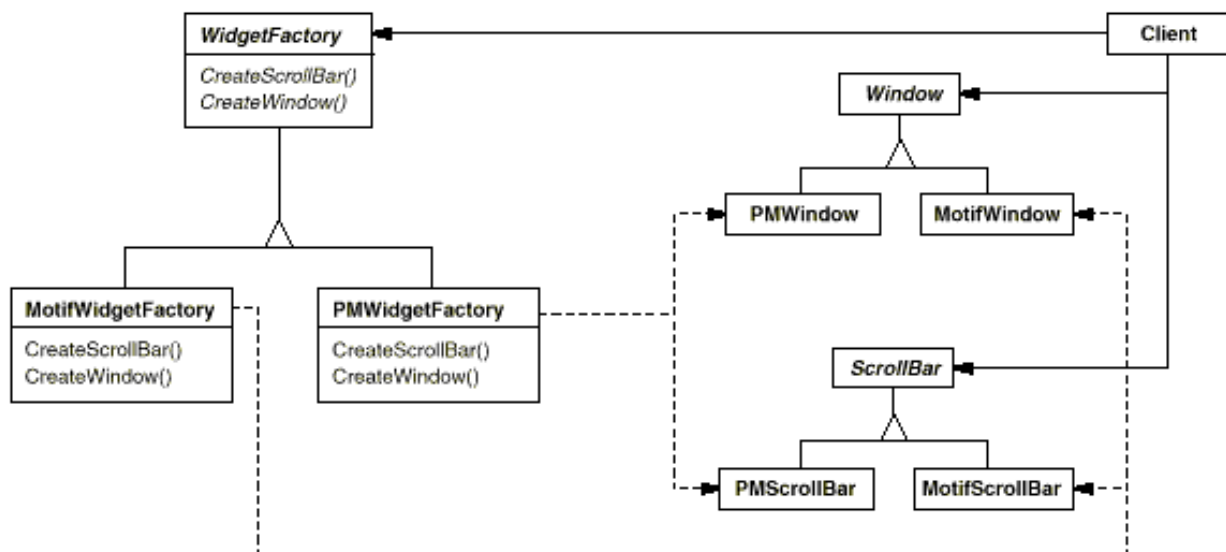 WidgetFactory
CreateScrollBar()
CreateWindow()
Client
Window
PMWindow
MotifWindow
MotifWidgetFactory
CreateScrollBar()
CreateWindow()
PMWidgetFactory
CreateScrollBar()
CreateWindow()
ScrollBar
PMScrollBar
MotifScrollBar